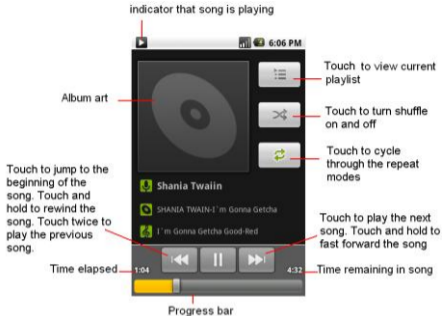 indicator that song is playing
6:06 PM
Touch to view current
playlist
Album art
Touch to turn shuffle
on and off
Touch to cycle
through the repeat
modes
Touch to jump to the
beginning of the
song. Touch and
hold to rewind the
song. Touch twice to
play the previous
song.
Shania Twaiin
SHANIA TWAIN-I`m Gonna Getcha
I`m Gonna Getcha Good-Red
Touch to play the next
song. Touch and hold to
fast forward the song
Time elapsed
1:04
4:32
Time remaining in song
Progress bar